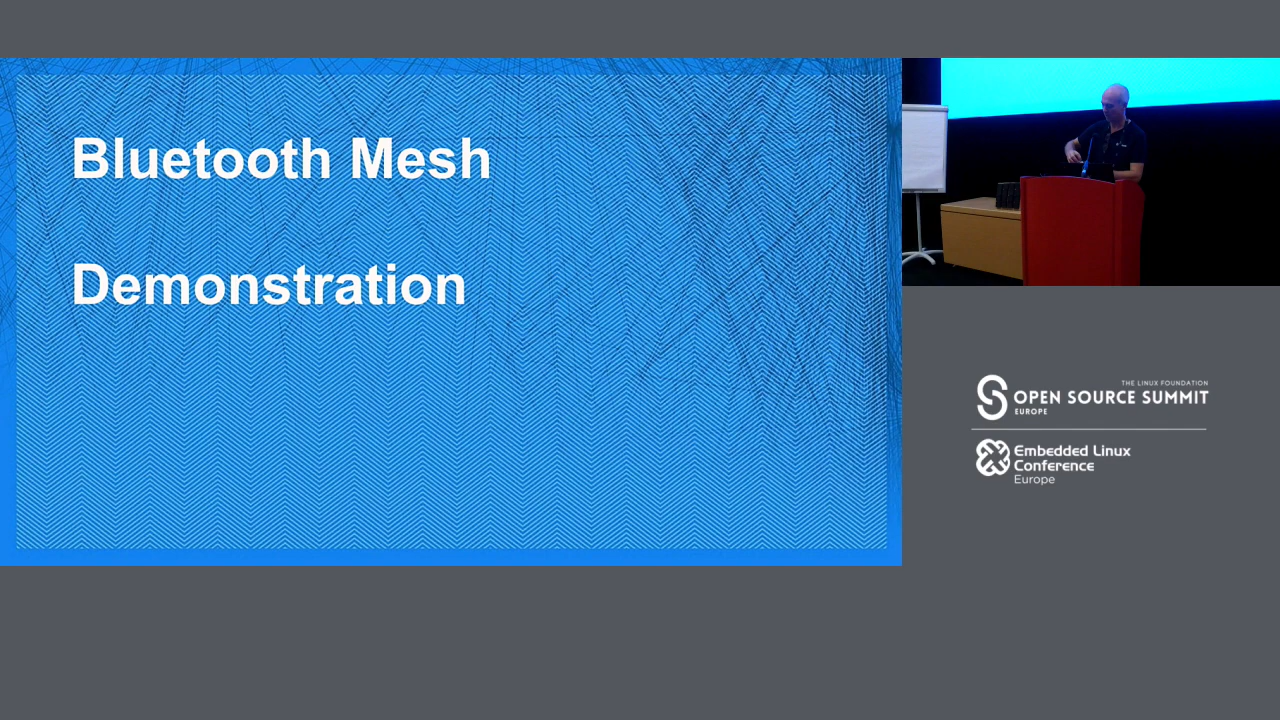 Bluetooth Mesh
Demonstration
THE LINUX FOUNDATION
OPEN SOURCE SUMMIT
EUROPE
Embedded Linux
Conference
Europe